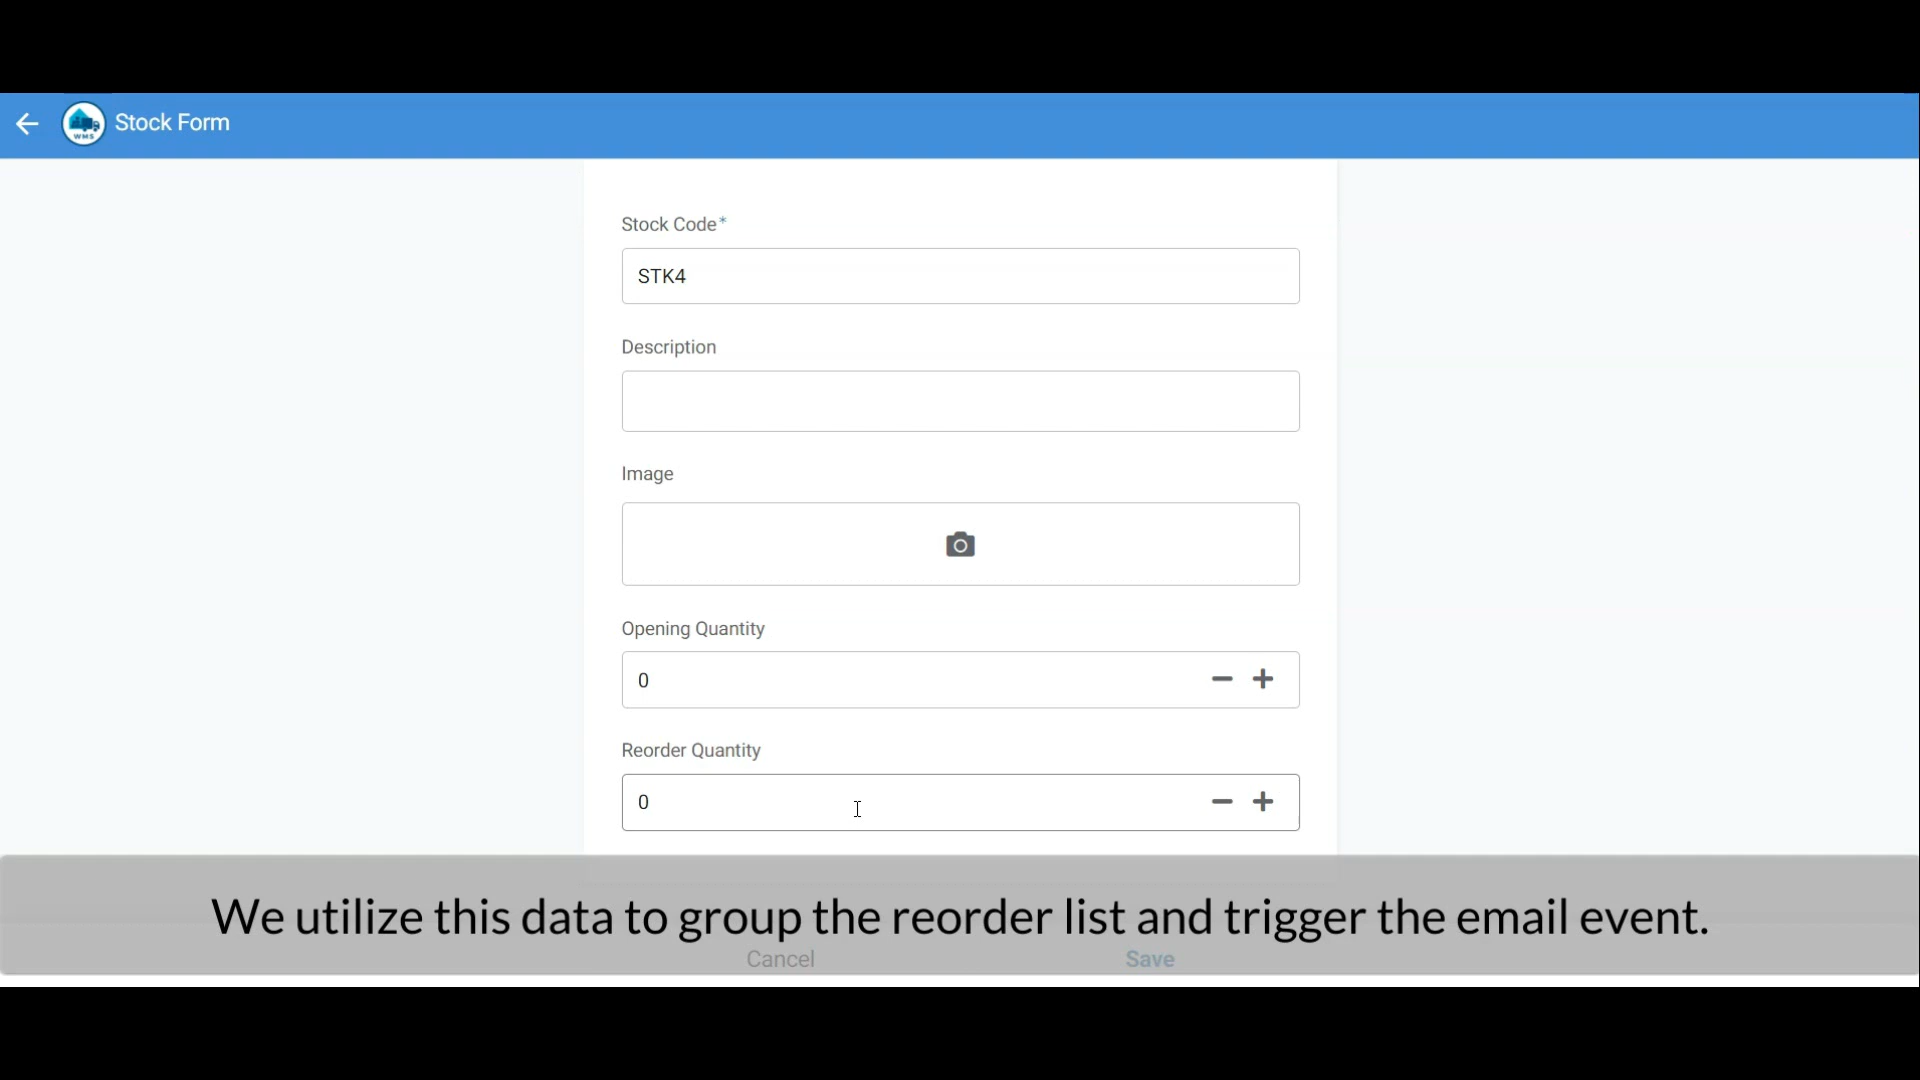 WMS
Stock Form
Stock Code*
STK4
Description
Image
Opening Quantity
0
Reorder Quantity
0
We utilize this data to group the reorder list and trigger the email event.
Cancel
Save